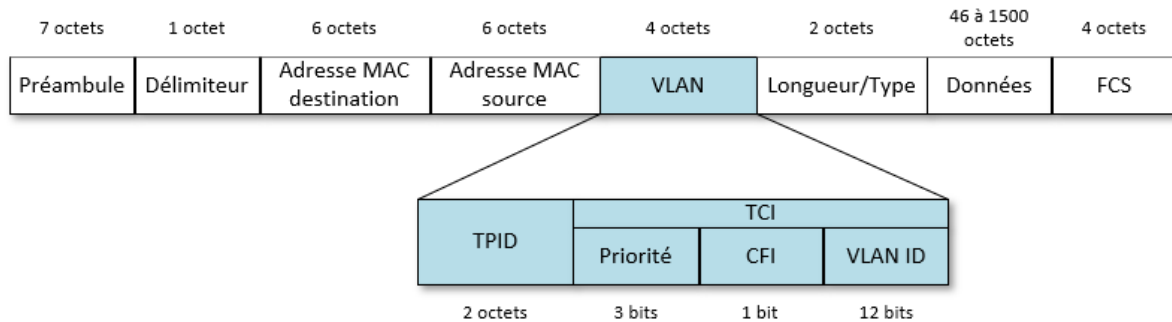 7 octets
1 octet
6 octets
6 octets
4 octets
2 octets
46 à 1500
octets
4 octets
Préambule
Délimiteur
Adresse MAC
destination
Adresse MAC
source
VLAN
Longueur/Type
Données
FCS
TPID
TCI
Priorité
CFI
VLAN ID
2 octets
3 bits
1 bit
12 bits